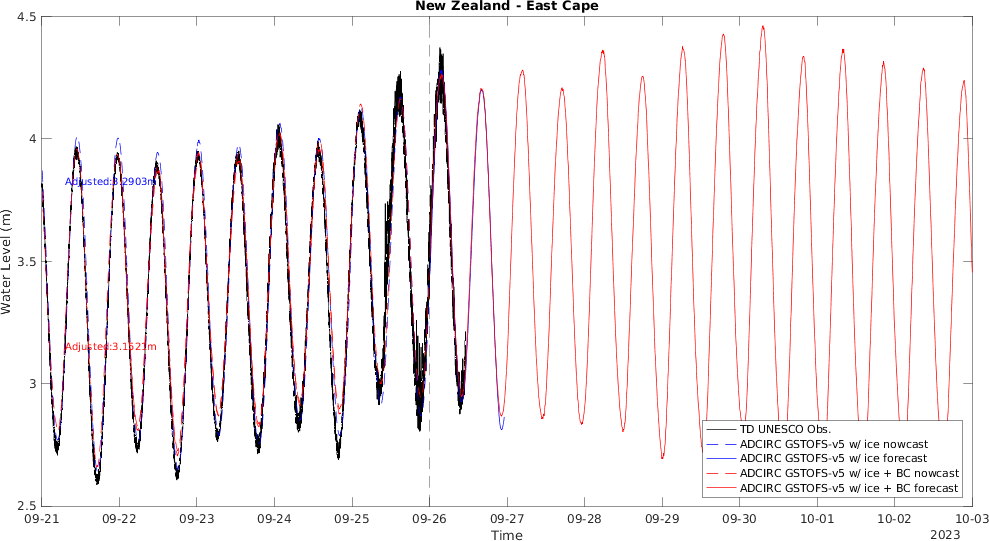 New Zealand - East Cape
4.5
4
3.5
3
2.5
Water Level (m)
Adjusted:3.2903m
Adjusted:3.1521m
TD UNESCO Obs.
ADCIRC GSTOFS-v5 w/ ice nowcast
ADCIRC GSTOFS-v5 w/ ice forecast
ADCIRC GSTOFS-v5 w/ ice + BC nowcast
ADCIRC GSTOFS-v5 w/ ice + BC forecast
09-21 09-22 09-23 09-24 09-25 09-26 09-27 09-28 09-29 09-30 10-01 10-02 10-03
Time
2023